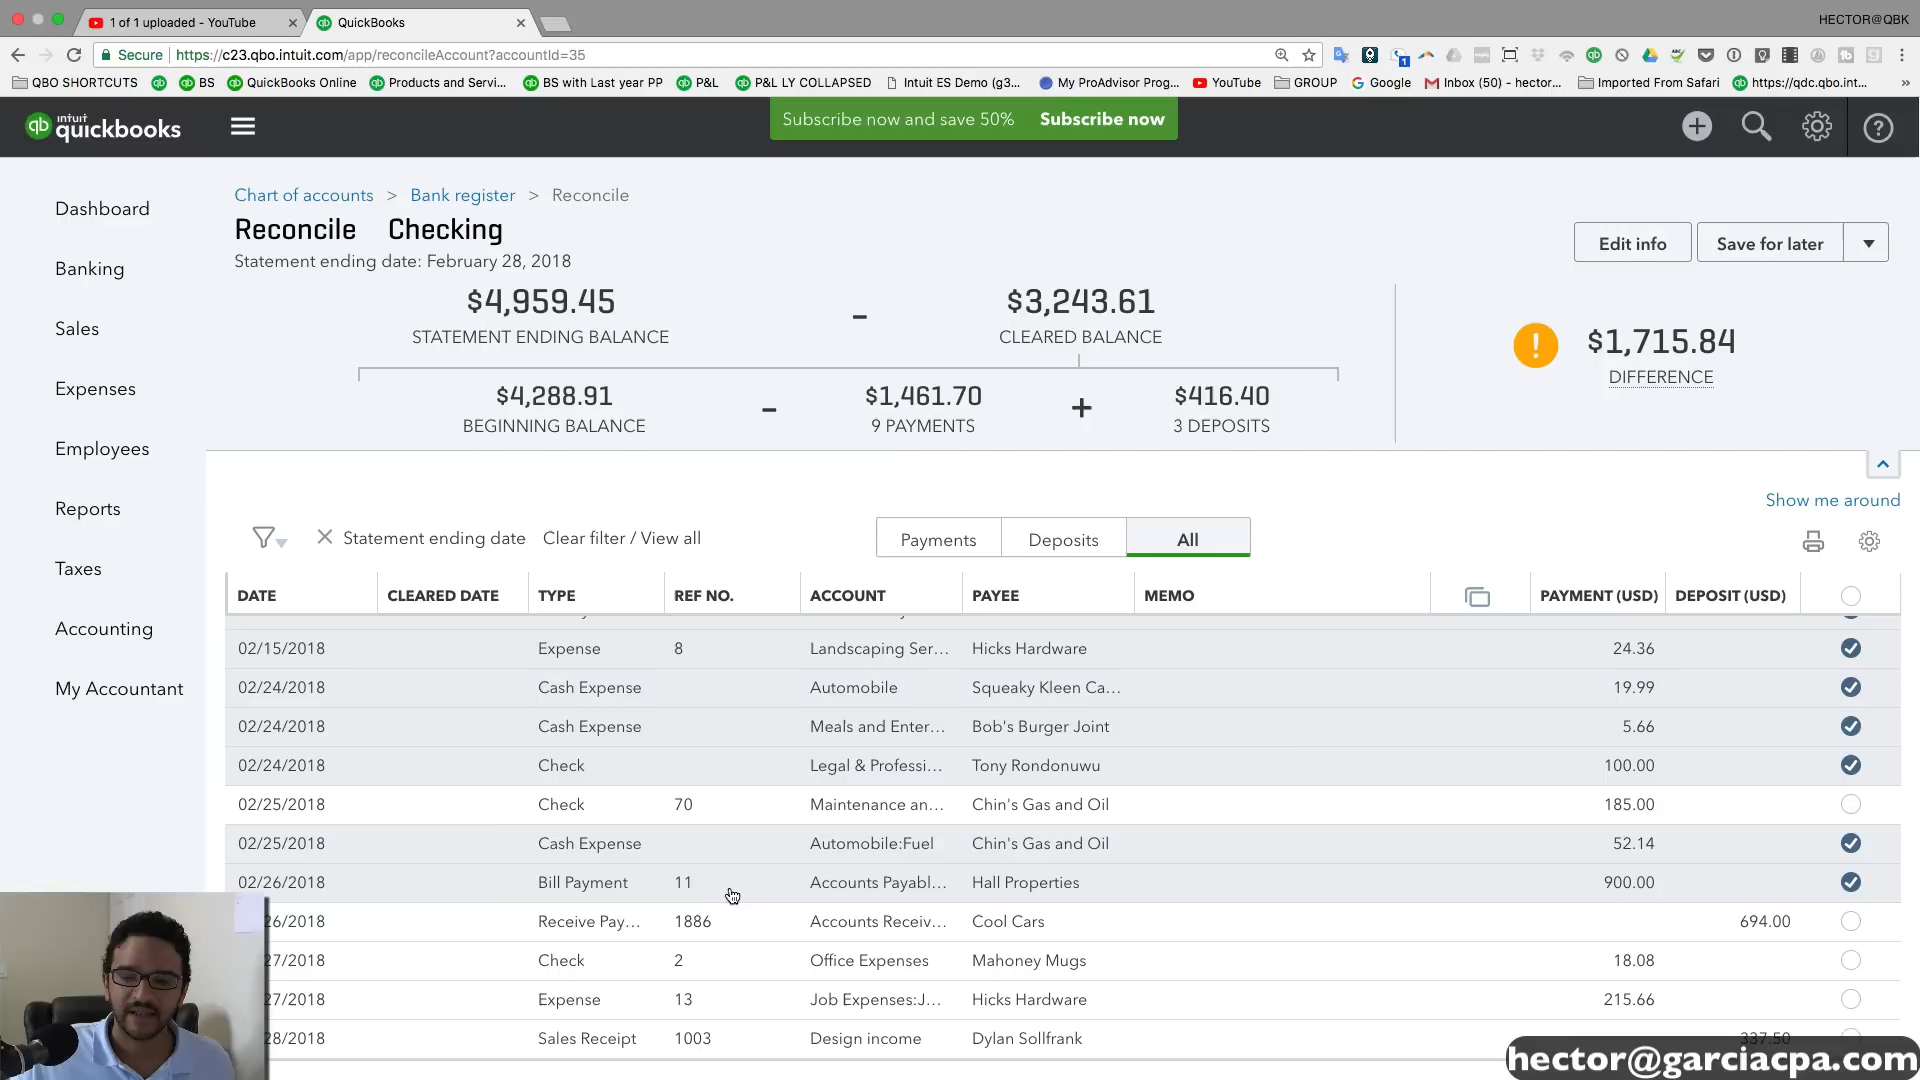 1 of 1 uploaded - YouTube
QuickBooks
HECTOR@QBK
Secure
https://c23.qbo.intuit.com/app/reconcileAccount?accountId=35
QBO SHORTCUTS
BS
QuickBooks Online
Products and Servi...
BS with Last year PP
P&L
P&L LY COLLAPSED
Intuit ES Demo (g3...
My ProAdvisor Prog...
YouTube
GROUP
Google
Inbox (50) - hector...
Imported From Safari
https://qdc.qbo.int...
»
qb intuit quickbooks
Subscribe now and save 50% Subscribe now
Dashboard
Banking
Sales
Expenses
Employees
Reports
Taxes
Accounting
My Accountant
Chart of accounts > Bank register > Reconcile
Reconcile Checking
Statement ending date: February 28, 2018
Edit info
Save for later
$4,959.45
STATEMENT ENDING BALANCE
-
$3,243.61
CLEARED BALANCE
$4,288.91
BEGINNING BALANCE
-
$1,461.70
9 PAYMENTS
+
$416.40
3 DEPOSITS
$1,715.84
DIFFERENCE
Show me around
Statement ending date Clear filter / View all
Payments Deposits All
DATE CLEARED DATE TYPE REF NO. ACCOUNT PAYEE MEMO PAYMENT (USD) DEPOSIT (USD)
02/15/2018 Expense 8 Landscaping Ser... Hicks Hardware 24.36
02/24/2018 Cash Expense Automobile Squeaky Kleen Ca... 19.99
02/24/2018 Cash Expense Meals and Enter... Bob's Burger Joint 5.66
02/24/2018 Check Legal & Professi... Tony Rondonuwu 100.00
02/25/2018 Check 70 Maintenance an... Chin's Gas and Oil 185.00
02/25/2018 Cash Expense Automobile:Fuel Chin's Gas and Oil 52.14
02/26/2018 Bill Payment 11 Accounts Payabl... Hall Properties 900.00
26/2018 Receive Pay... 1886 Accounts Receiv... Cool Cars 694.00
27/2018 Check 2 Office Expenses Mahoney Mugs 18.08
27/2018 Expense 13 Job Expenses:J... Hicks Hardware 215.66
28/2018 Sales Receipt 1003 Design income Dylan Sollfrank 337.50
hector@garciacpa.com